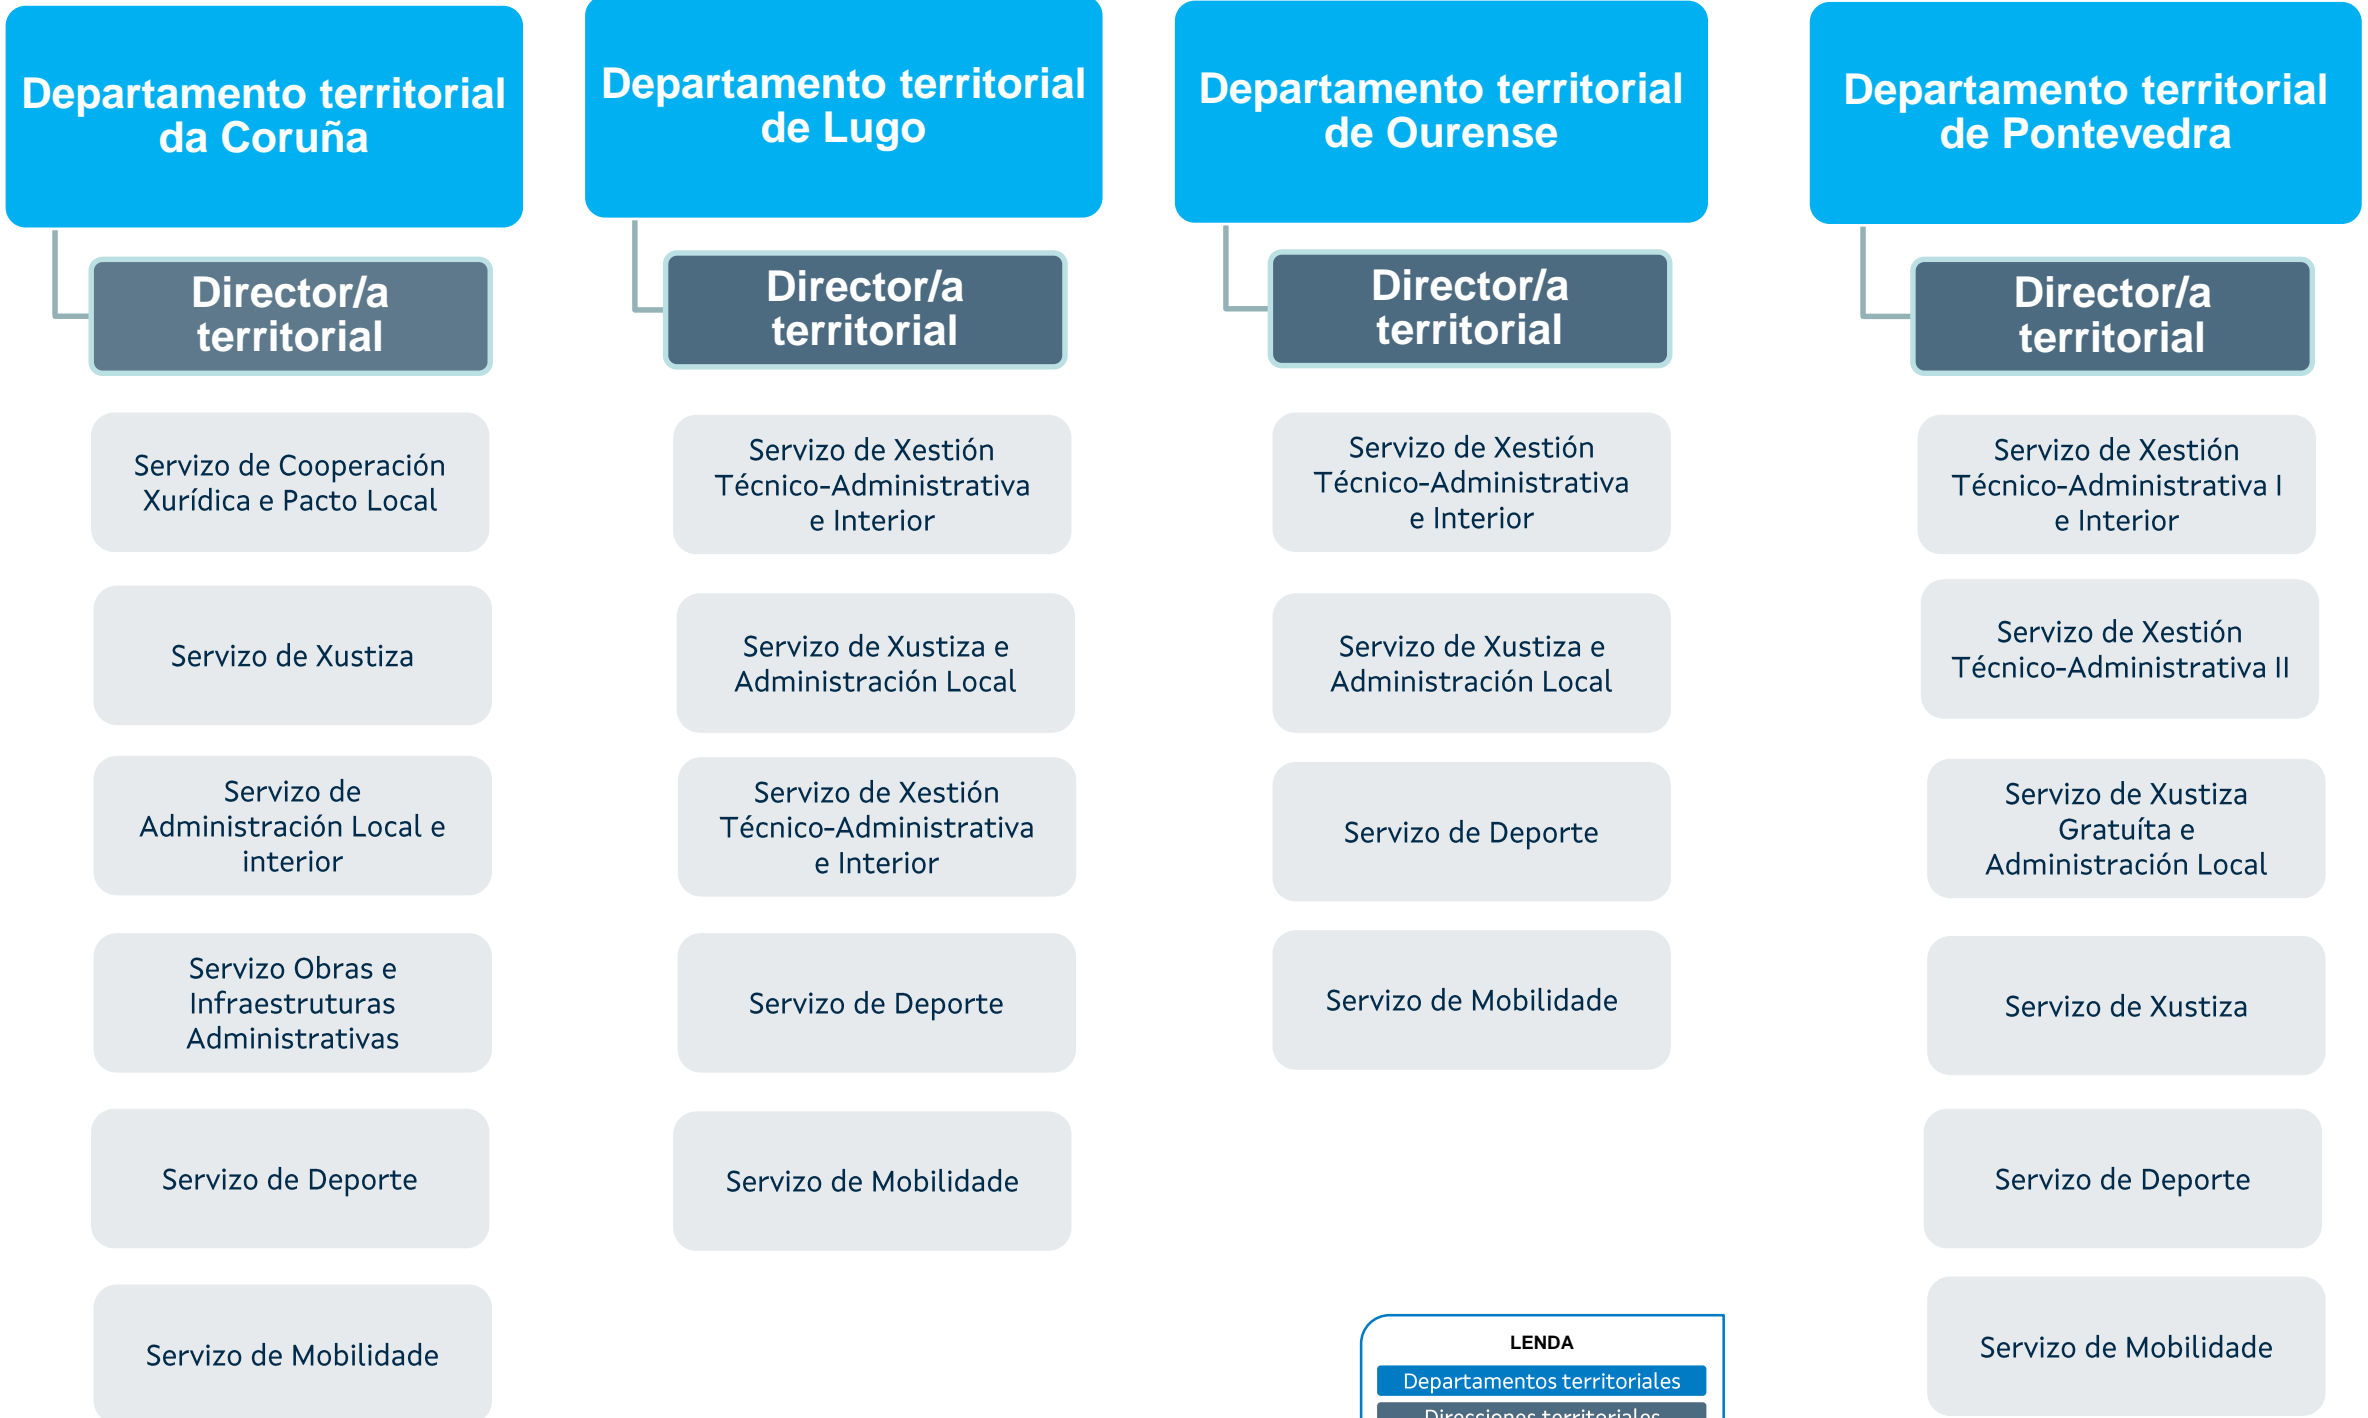 Departamento territorial
da Coruña
Director/a
territorial
Servizo de Cooperación
Xurídica e Pacto Local
Servizo de Xustiza
Servizo de
Administración Local e
interior
Servizo Obras e
Infraestruturas
Administrativas
Servizo de Deporte
Servizo de Mobilidade
Departamento territorial
de Lugo
Director/a
territorial
Servizo de Xestión
Técnico-Administrativa
e Interior
Servizo de Xustiza e
Administración Local
Servizo de Xestión
Técnico-Administrativa
e Interior
Servizo de Deporte
Servizo de Mobilidade
Departamento territorial
de Ourense
Director/a
territorial
Servizo de Xestión
Técnico-Administrativa
e Interior
Servizo de Xustiza e
Administración Local
Servizo de Deporte
Servizo de Mobilidade
Departamento territorial
de Pontevedra
Director/a
territorial
Servizo de Xestión
Técnico-Administrativa I
e Interior
Servizo de Xestión
Técnico-Administrativa II
Servizo de Xustiza
Gratuíta e
Administración Local
Servizo de Xustiza
Servizo de Deporte
Servizo de Mobilidade
LENDA
Departamentos territoriales
Direcciones territoriales